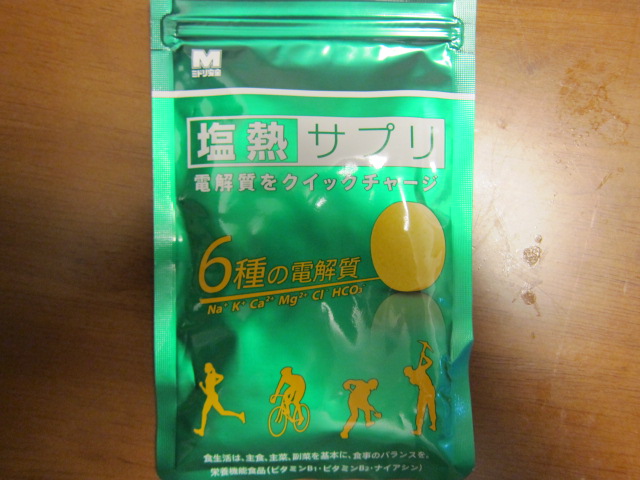 M
ミドリ安全
塩熱サプリ
電解質をクイックチャージ
6種の電解質
Na⁺ K⁺ Ca²⁺ Mg²⁺ Cl⁻ HCO₃⁻
食生活は、主食、主菜、副菜を基本に、食事のバランスを。
栄養機能食品(ビタミンB₁・ビタミンB₂・ナイアシン)